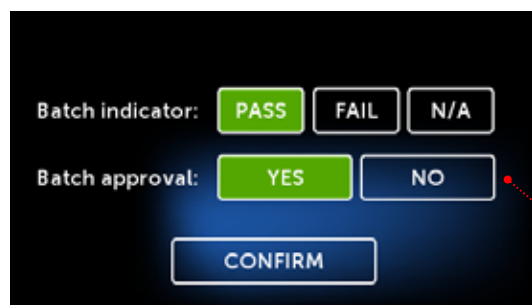 Batch indicator: PASS FAIL N/A
Batch approval: YES NO
CONFIRM